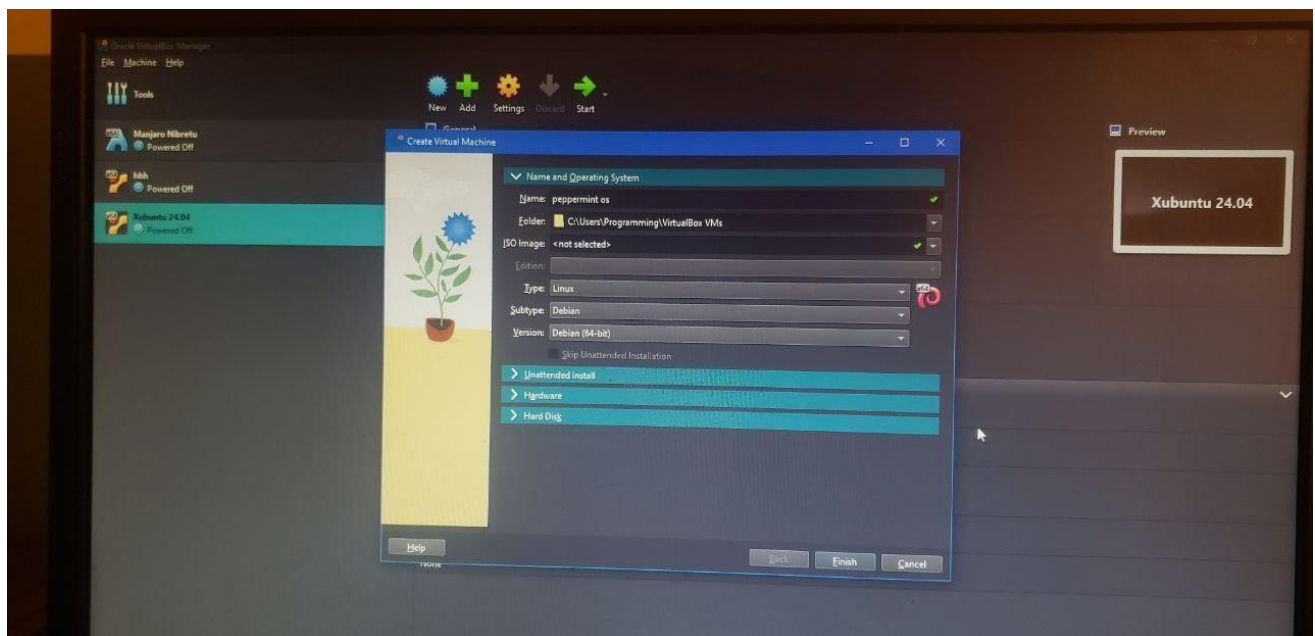 Oracle VirtualBox Manager
File Machine Help
Tools
New Add Settings Discard Start
General
Preview
Manjaro Nibretu
Powered Off
hhh
Powered Off
Xubuntu 24.04
Powered Off
Xubuntu 24.04
Create Virtual Machine
Name and Operating System
Name: peppermint os
Folder: C:\Users\Programming\VirtualBox VMs
ISO Image: <not selected>
Edition:
Type: Linux
Subtype: Debian
Version: Debian (64-bit)
Skip Unattended Installation
Unattended Install
Hardware
Hard Disk
Help Back Finish Cancel
None